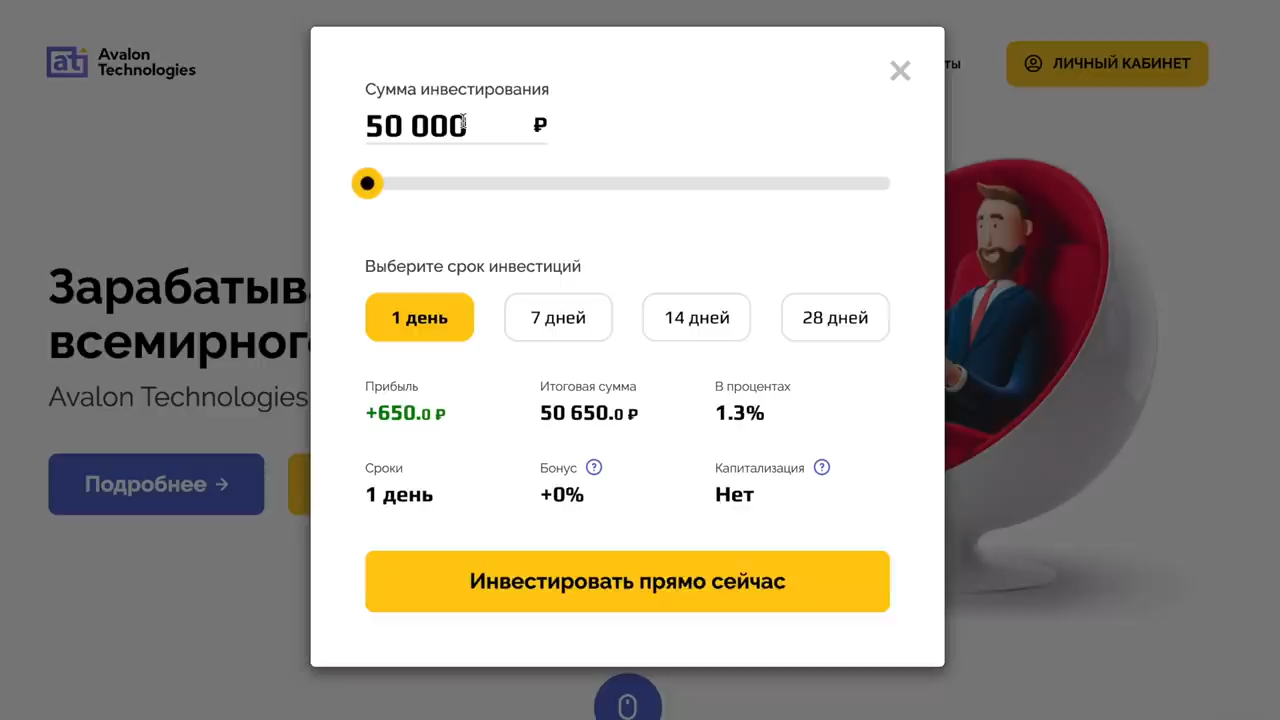 Avalon
Technologies
ты
ЛИЧНЫЙ КАБИНЕТ
Сумма инвестирования
50 000 ₽
Выберите срок инвестиций
1 день
7 дней
14 дней
28 дней
Зарабатыв
всемирног
Avalon Technologies
Подробнее →
Прибыль
Итоговая сумма
В процентах
+650.0 ₽
50 650.0 ₽
1.3%
Сроки
Бонус ?
Капитализация ?
1 день
+0%
Нет
Инвестировать прямо сейчас